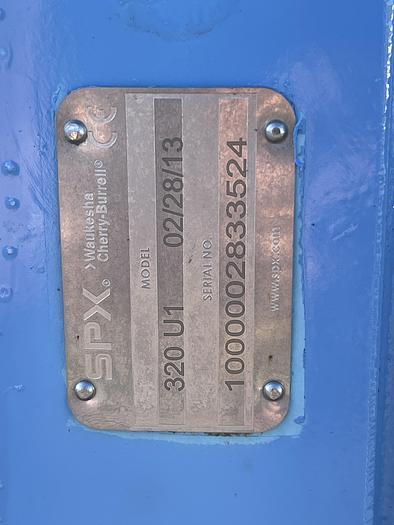 SPX® >Waukesha
Cherry-Burrell® CE
MODEL
320 U1 02/28/13
SERIAL NO.
1000002833524
www.spx.com